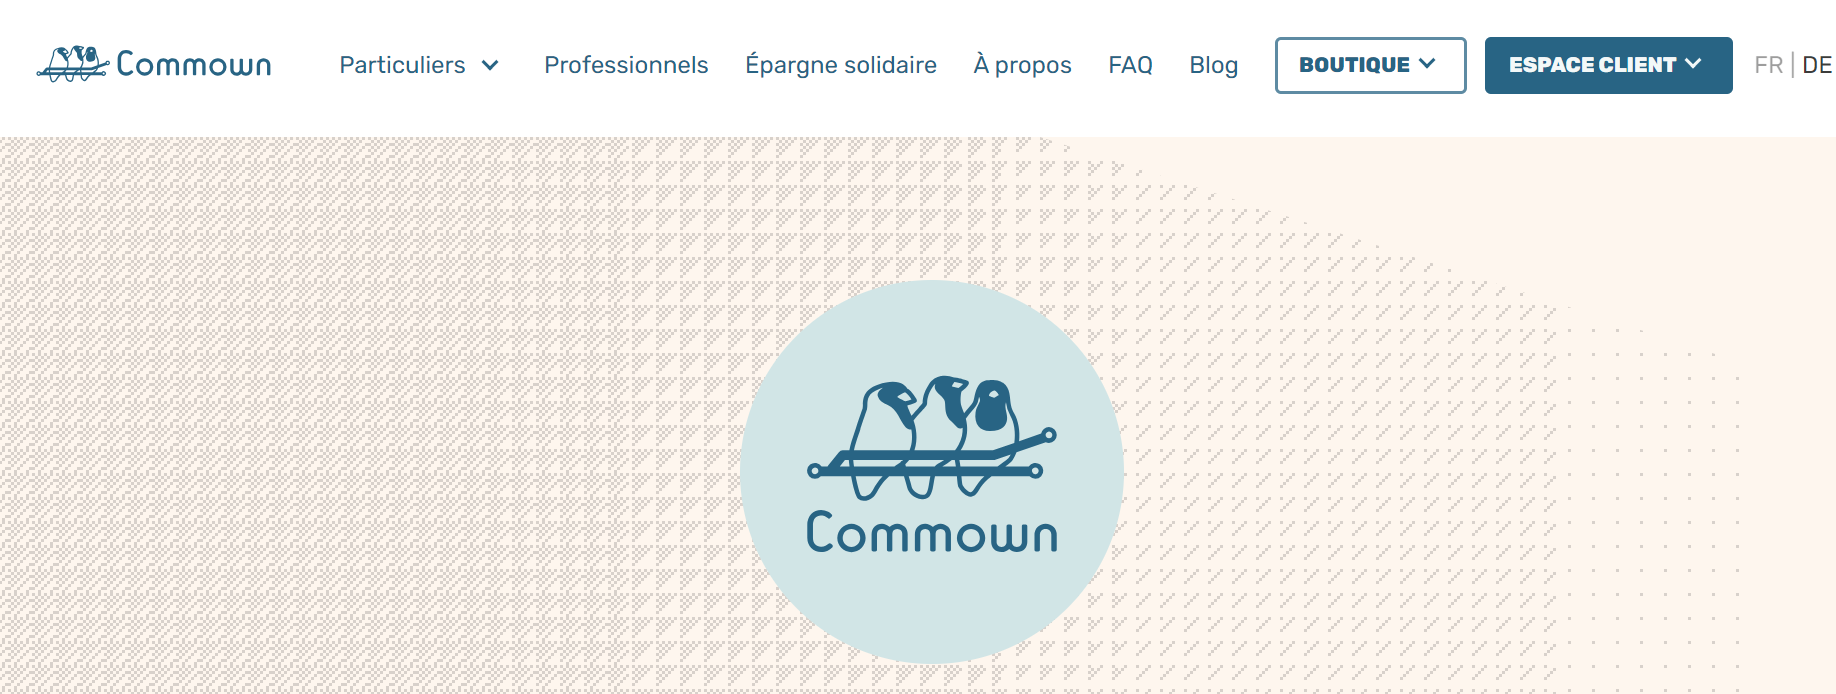 Commown
Particuliers
Professionnels
Épargne solidaire
À propos
FAQ
Blog
BOUTIQUE
ESPACE CLIENT
FR | DE
Commown